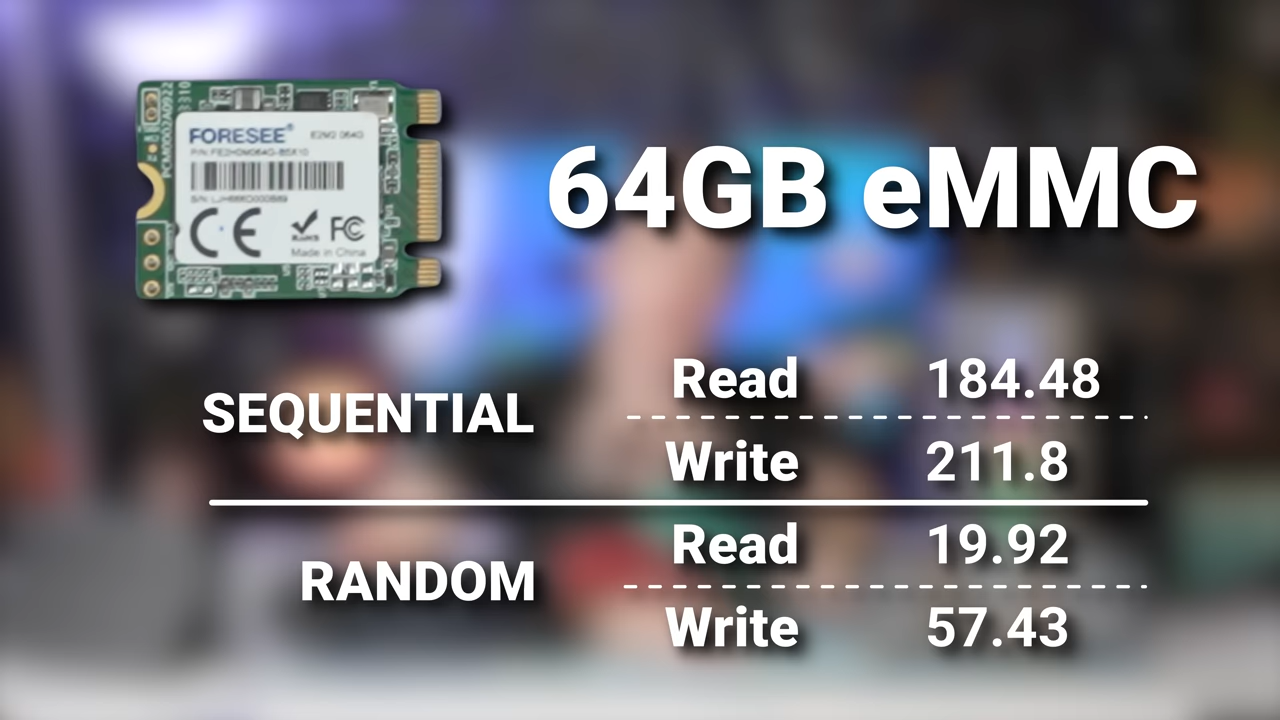 FORESEE®
E2M2 064G
64GB eMMC
Made in China
SEQUENTIAL
Read 184.48
Write 211.8
RANDOM
Read 19.92
Write 57.43